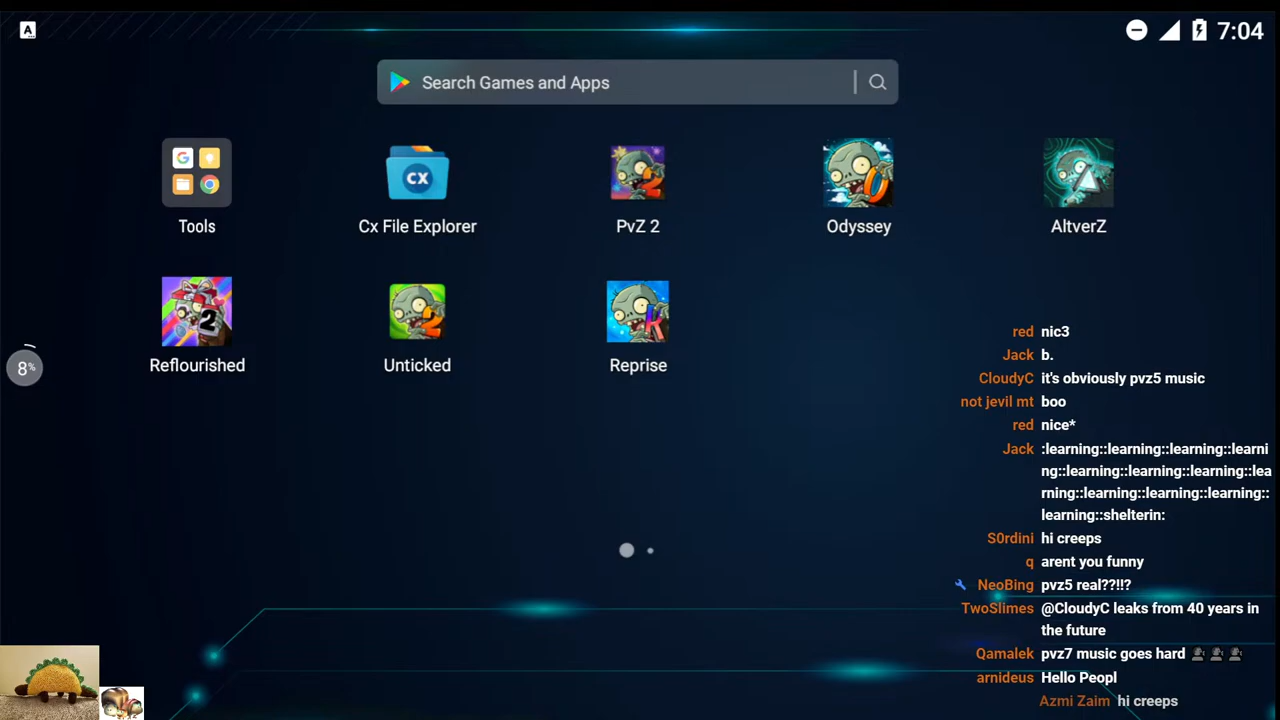 7:04
Search Games and Apps
Tools
Cx File Explorer
PvZ 2
Odyssey
AltverZ
Reflourished
Unticked
Reprise
8%
red nic3
Jack b.
CloudyC it's obviously pvz5 music
not jevil mt boo
red nice*
Jack :learning::learning::learning::learni
ng::learning::learning::learning::lea
rning::learning::learning::learning::
learning::shelterin:
S0rdini hi creeps
q arent you funny
NeoBing pvz5 real??!!?
TwoSlimes @CloudyC leaks from 40 years in
the future
Qamalek pvz7 music goes hard 👤👤👤
arnideus Hello Peopl
Azmi Zaim hi creeps